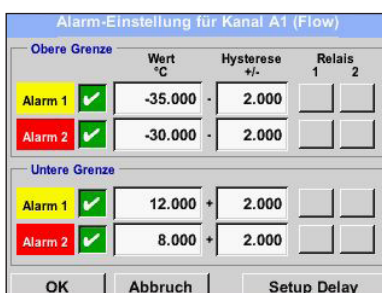 Alarm-Einstellung für Kanal A1 (Flow)
Obere Grenze
Wert Hysterese Relais
°C +/- 1 2
Alarm 1 -35.000 - 2.000
Alarm 2 -30.000 - 2.000
Untere Grenze
Alarm 1 12.000 + 2.000
Alarm 2 8.000 + 2.000
OK Abbruch Setup Delay